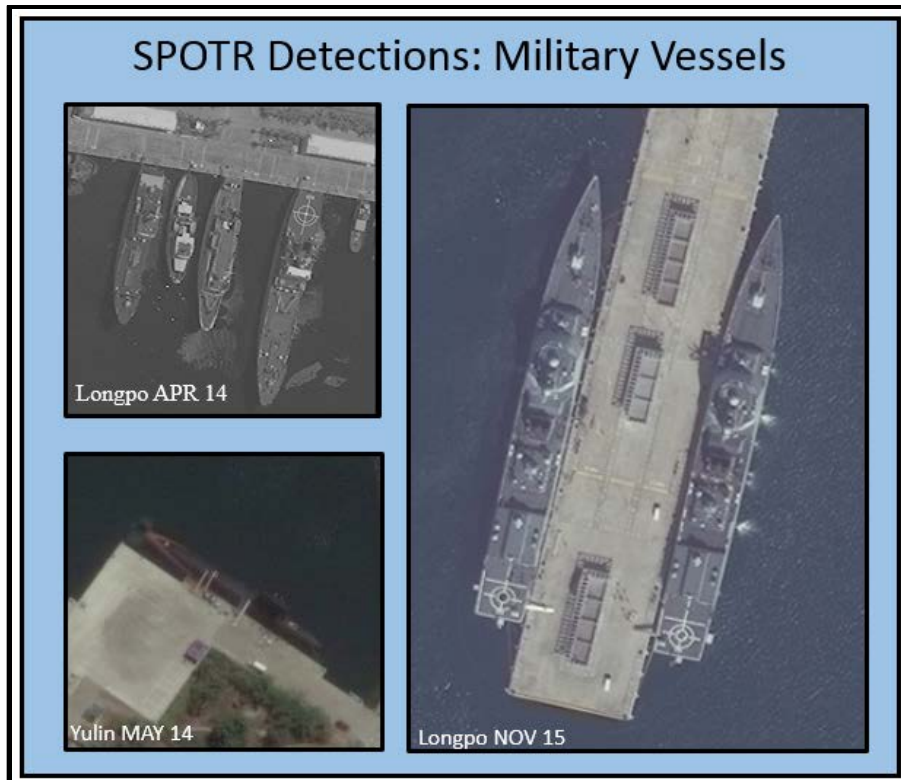 SPOTR Detections: Military Vessels
Longpo APR 14
Yulin MAY 14
Longpo NOV 15